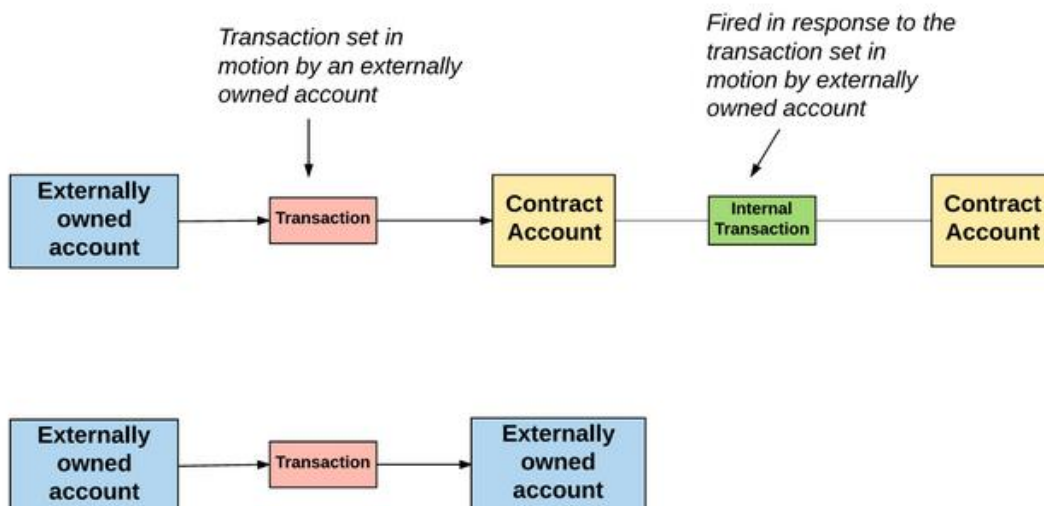 Transaction set in
motion by an externally
owned account
Fired in response to the
transaction set in
motion by externally
owned account
Externally
owned
account
Transaction
Contract
Account
Internal
Transaction
Contract
Account
Externally
owned
account
Transaction
Externally
owned
account